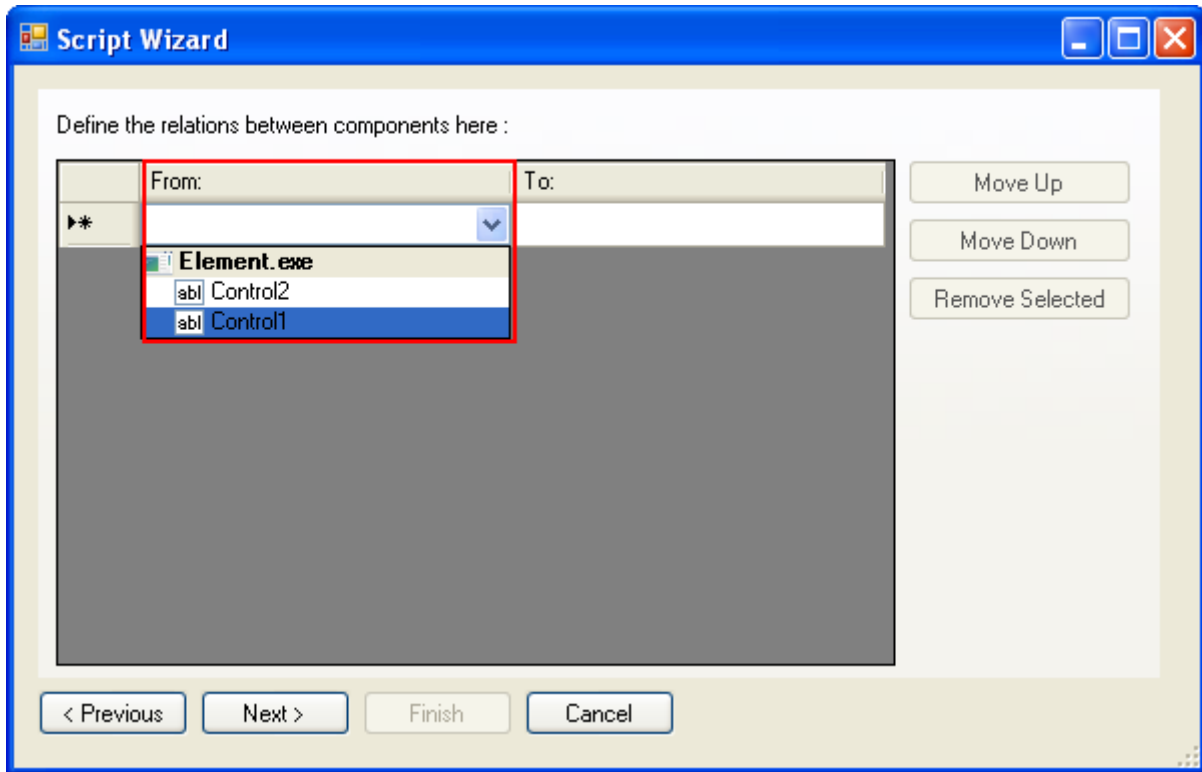 Script Wizard
Define the relations between components here :
From: To:
Element.exe
abl Control2
abl Control1
Move Up
Move Down
Remove Selected
< Previous Next > Finish Cancel